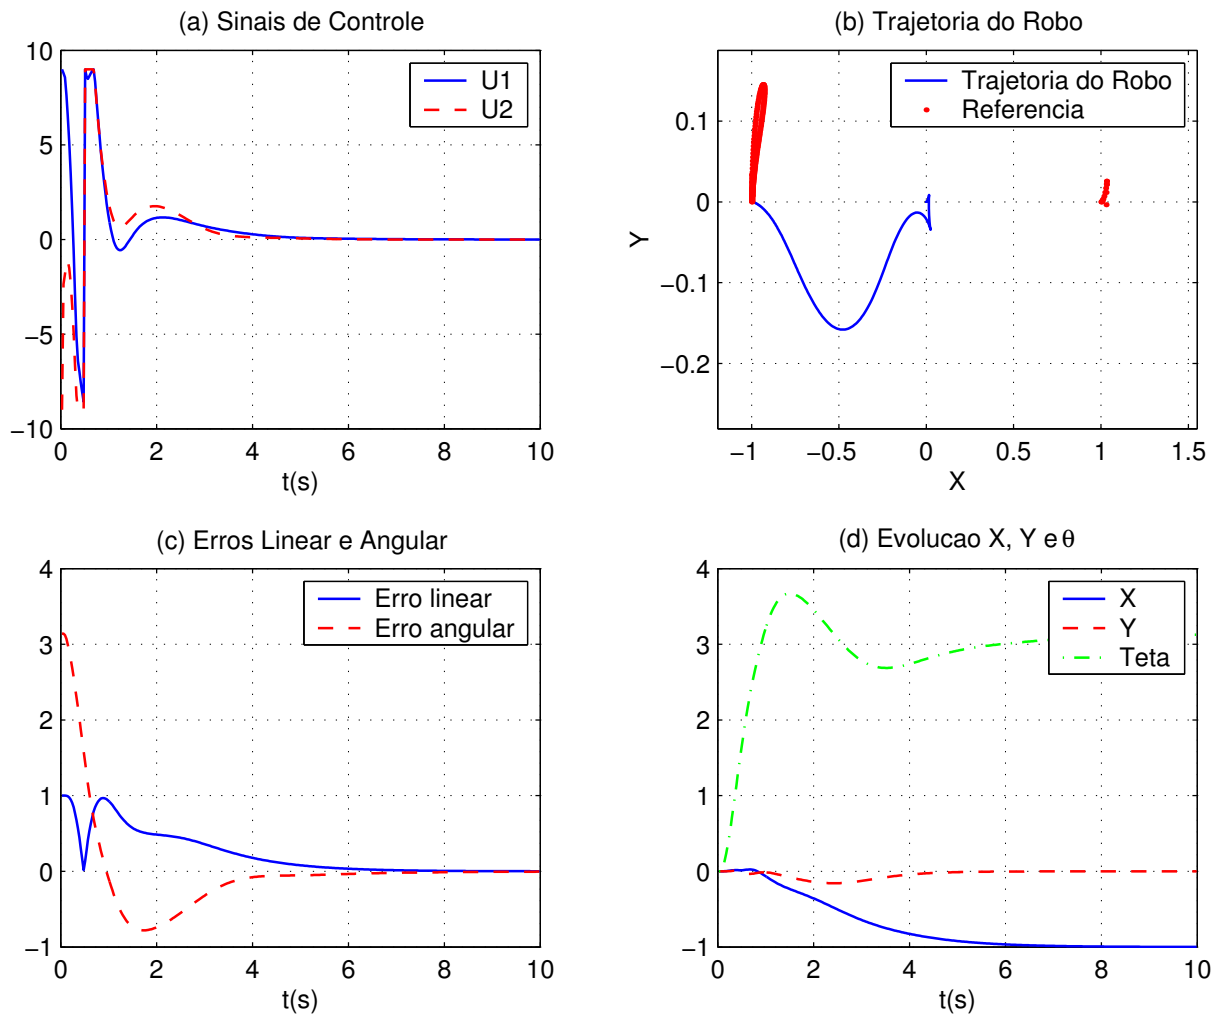 (a) Sinais de Controle
10
5
0
−5
−10
0 2 4 6 8 10
t(s)
U1
U2
(b) Trajetoria do Robo
0.1
0
−0.1
−0.2
Y
−1 −0.5 0 0.5 1 1.5
X
Trajetoria do Robo
Referencia
(c) Erros Linear e Angular
4
3
2
1
0
−1
0 2 4 6 8 10
t(s)
Erro linear
Erro angular
(d) Evolucao X, Y e θ
4
3
2
1
0
−1
0 2 4 6 8 10
t(s)
X
Y
Teta